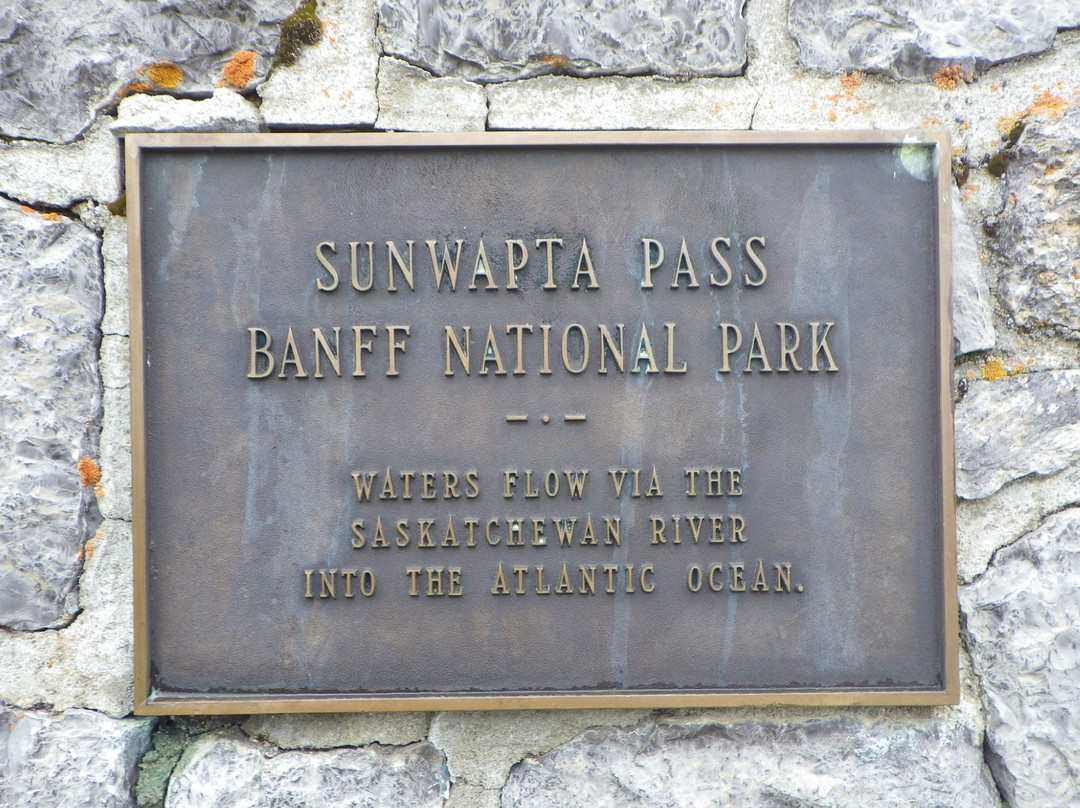 SUNWAPTA PASS
BANFF NATIONAL PARK
— · —
WATERS FLOW VIA THE
SASKATCHEWAN RIVER
INTO THE ATLANTIC OCEAN.